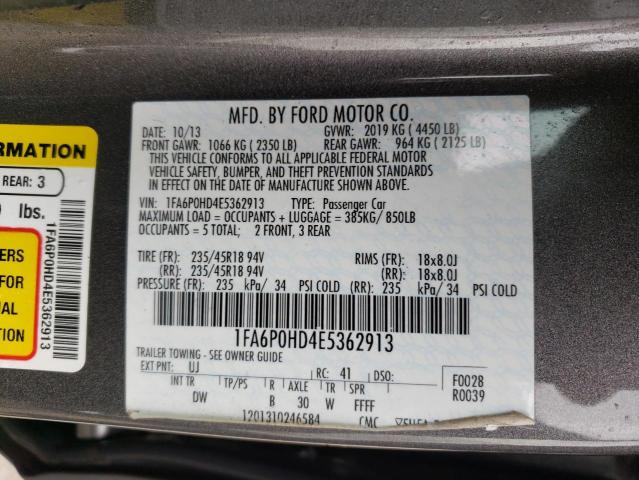 MFD. BY FORD MOTOR CO.
DATE: 10/13 GVWR: 2019 KG ( 4450 LB)
FRONT GAWR: 1066 KG ( 2350 LB) REAR GAWR: 964 KG ( 2125 LB)
THIS VEHICLE CONFORMS TO ALL APPLICABLE FEDERAL MOTOR
VEHICLE SAFETY, BUMPER, AND THEFT PREVENTION STANDARDS
IN EFFECT ON THE DATE OF MANUFACTURE SHOWN ABOVE.
VIN: 1FA6P0HD4E5362913 TYPE: Passenger Car
MAXIMUM LOAD = OCCUPANTS + LUGGAGE = 385KG/ 850LB
OCCUPANTS = 5 TOTAL; 2 FRONT, 3 REAR
TIRE (FR): 235/45R18 94V RIMS (FR): 18x8.0J
(RR): 235/45R18 94V (RR): 18x8.0J
PRESSURE (FR): 235 kPa/ 34 PSI COLD (RR): 235 kPa/ 34 PSI COLD
1FA6P0HD4E5362913
TRAILER TOWING - SEE OWNER GUIDE
EXT PNT: UJ RC: 41 DSO: F0028
INT TR TP/PS R AXLE TR SPR R0039
DW B 30 W FFFF
1201310246584 CMC
RMATION
REAR: 3
lbs.
1FA6P0HD4E5362913
ERS
FOR
UAL
TION